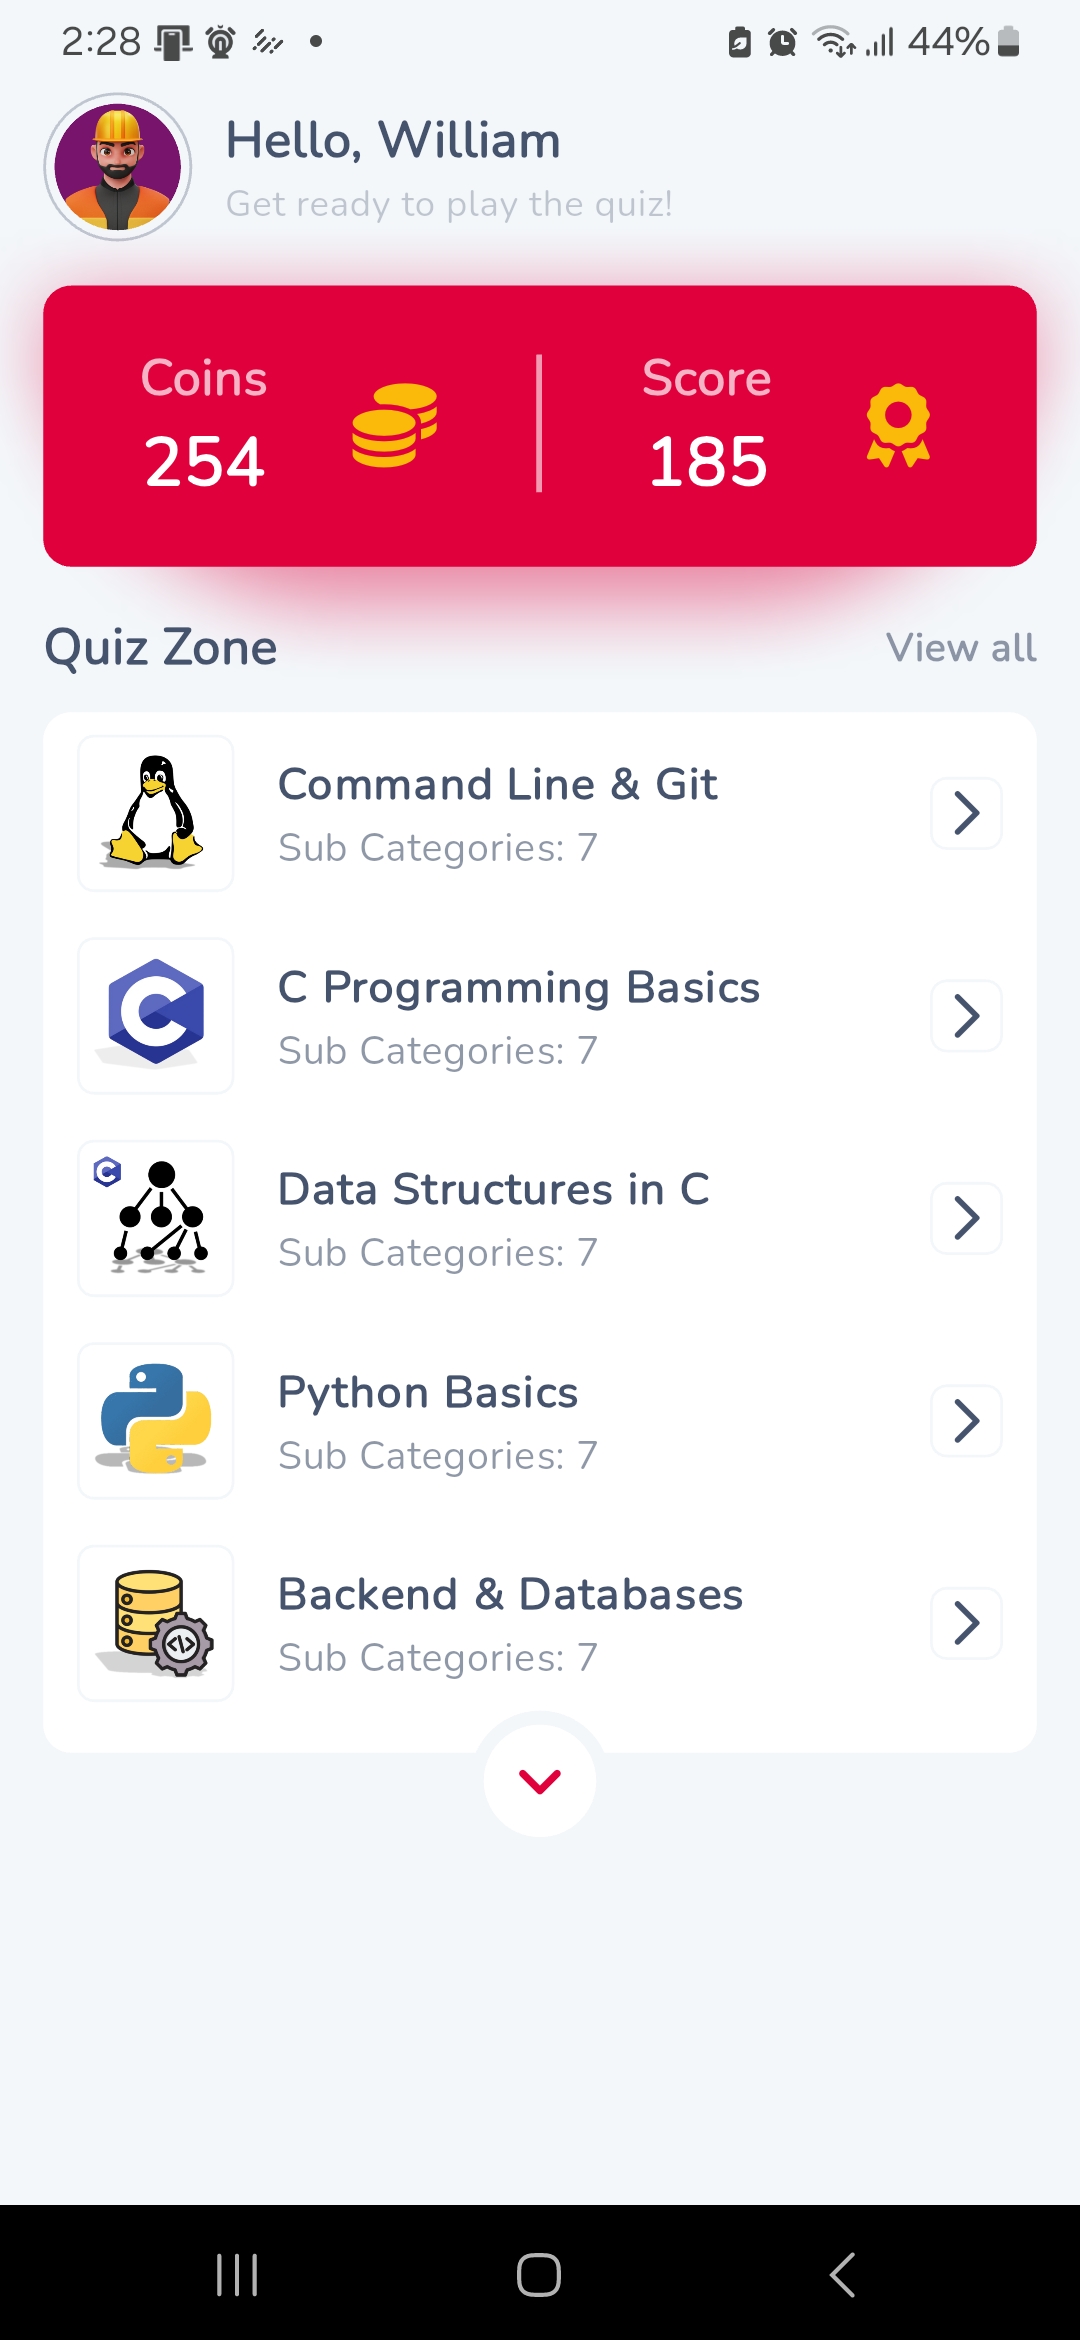 2:28 44%
Hello, William
Get ready to play the quiz!
Coins Score
254 185
Quiz Zone View all
Command Line & Git
Sub Categories: 7
C Programming Basics
Sub Categories: 7
Data Structures in C
Sub Categories: 7
Python Basics
Sub Categories: 7
Backend & Databases
Sub Categories: 7